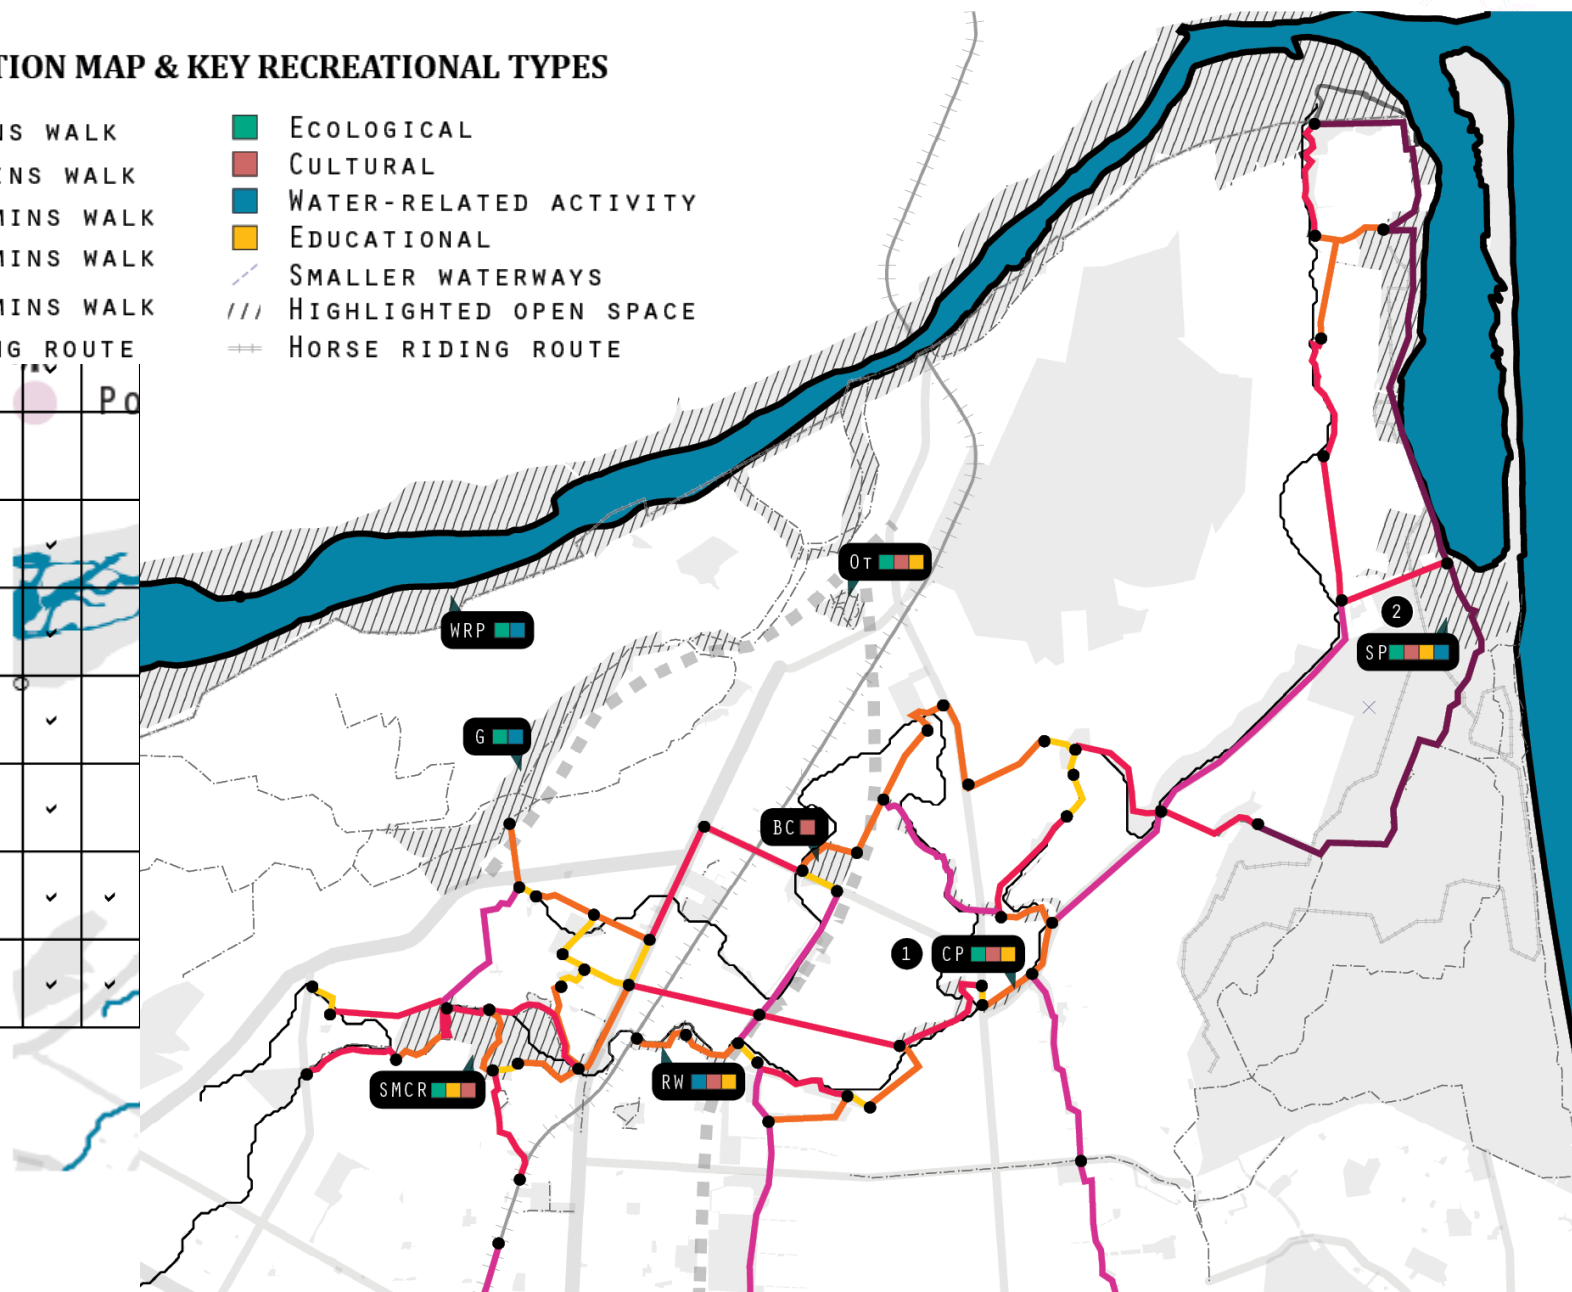 TION MAP & KEY RECREATIONAL TYPES
NS WALK
INS WALK
MINS WALK
MINS WALK
MINS WALK
NG ROUTE
ECOLOGICAL
CULTURAL
WATER-RELATED ACTIVITY
EDUCATIONAL
SMALLER WATERWAYS
HIGHLIGHTED OPEN SPACE
HORSE RIDING ROUTE
Po
OT
WRP
2
SP
G
BC
1
CP
SMCR
RW